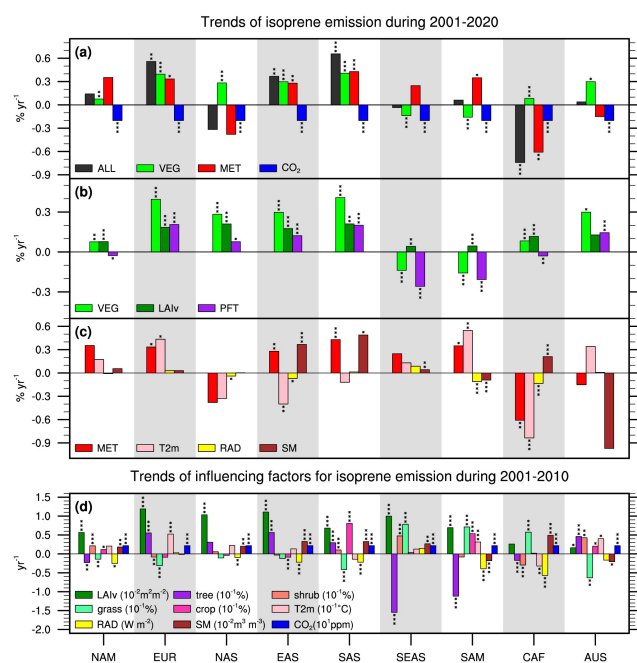 Trends of isoprene emission during 2001-2020
(a)
0.6
0.3
0.0
-0.3
-0.6
-0.9
% yr⁻¹
ALL VEG MET CO₂
(b)
0.3
0.0
-0.3
% yr⁻¹
VEG LAIv PFT
(c)
0.6
0.3
0.0
-0.3
-0.6
-0.9
% yr⁻¹
MET T2m RAD SM
Trends of influencing factors for isoprene emission during 2001-2010
(d)
1.5
1.0
0.5
0.0
-0.5
-1.0
-1.5
-2.0
yr⁻¹
LAIv (10⁻²m²m⁻²) tree (10⁻¹%) shrub (10⁻¹%)
grass (10⁻¹%) crop (10⁻¹%) T2m (10⁻¹°C)
RAD (W m⁻²) SM (10⁻²m³ m⁻³) CO₂(10¹ppm)
NAM EUR NAS EAS SAS SEAS SAM CAF AUS